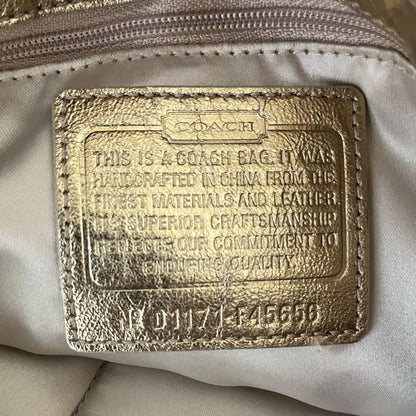 COACH
THIS IS A COACH BAG. IT WAS
HANDCRAFTED IN CHINA FROM THE
FINEST MATERIALS AND LEATHER
ITS SUPERIOR CRAFTSMANSHIP
REFLECTS OUR COMMITMENT TO
ENDURING QUALITY.
D1171-F45656